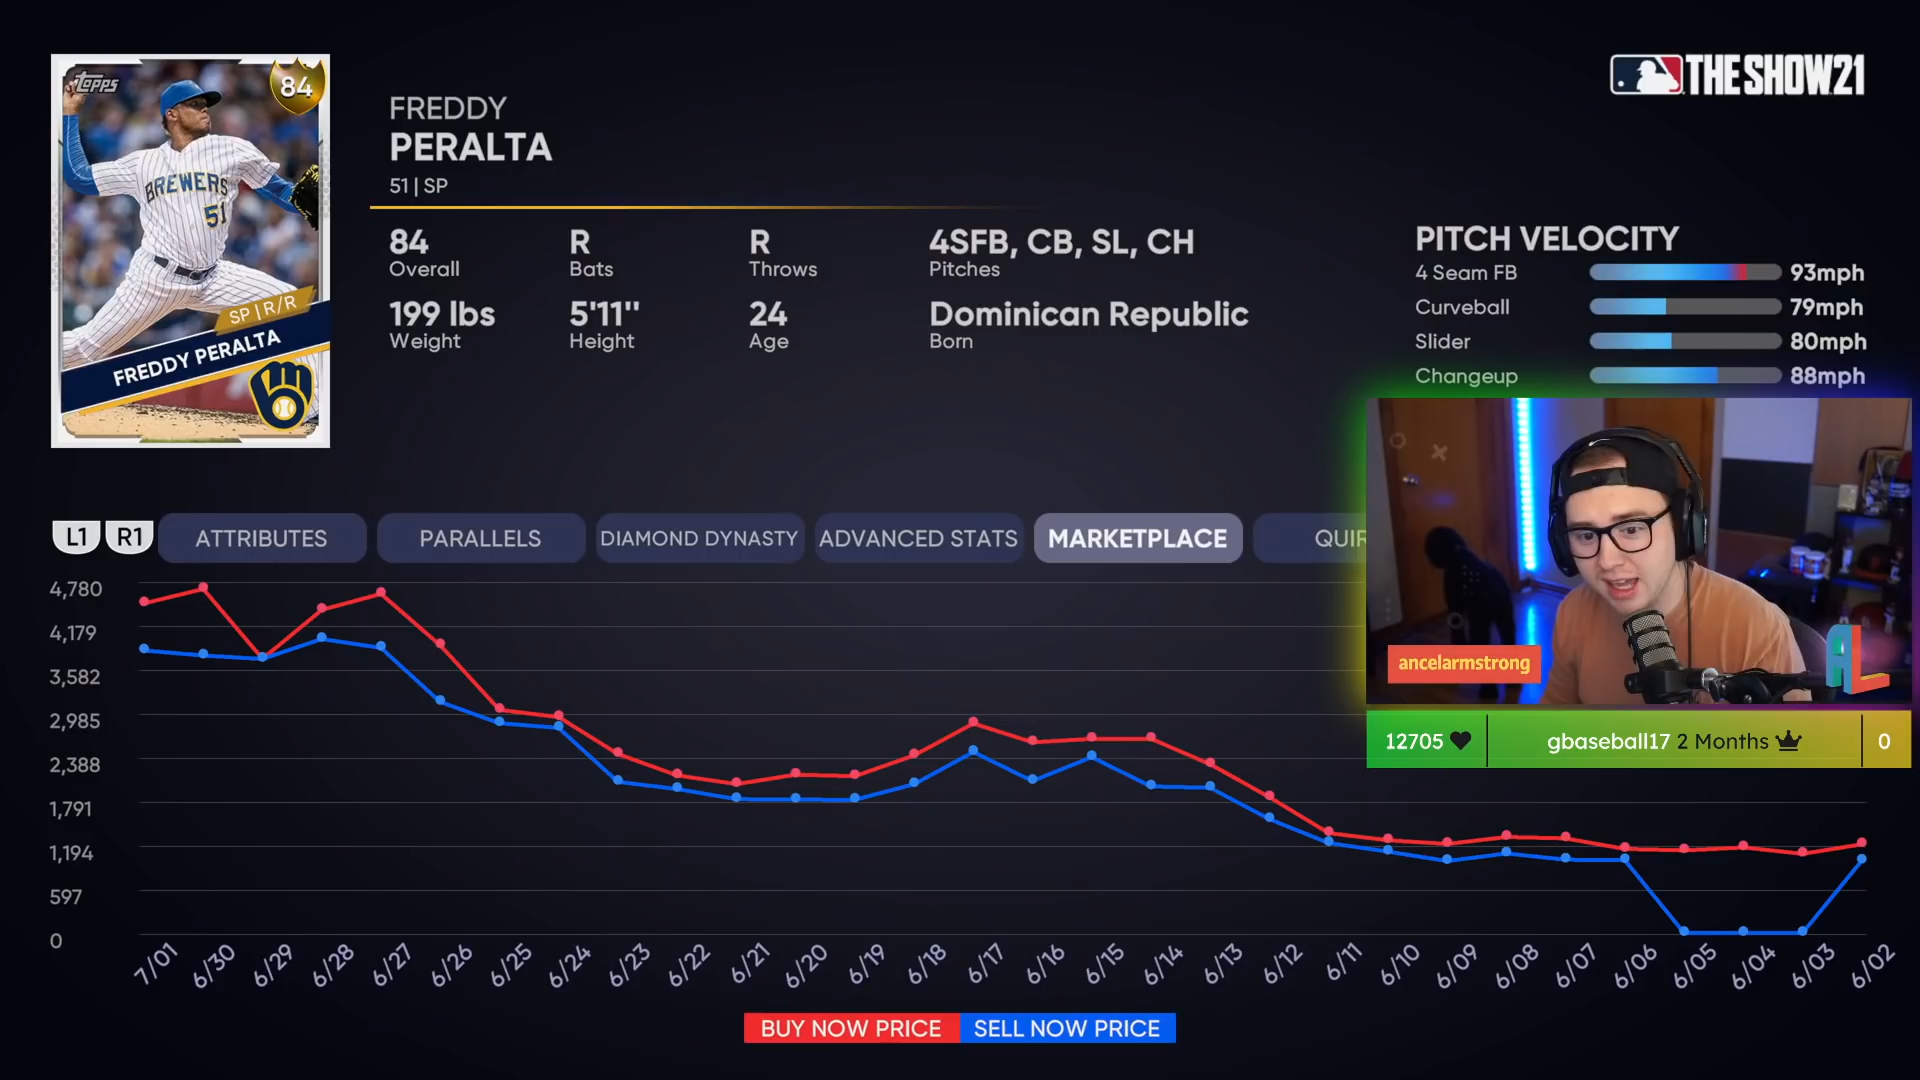 Topps
84
BREWERS
51
SP | R/R
FREDDY PERALTA
FREDDY
PERALTA
51 | SP
84
Overall
R
Bats
R
Throws
4SFB, CB, SL, CH
Pitches
199 lbs
Weight
5'11"
Height
24
Age
Dominican Republic
Born
THE SHOW 21
PITCH VELOCITY
4 Seam FB 93mph
Curveball 79mph
Slider 80mph
Changeup 88mph
ancelarmstrong
AL
12705 gbaseball17 2 Months 0
L1 R1 ATTRIBUTES PARALLELS DIAMOND DYNASTY ADVANCED STATS MARKETPLACE QUIR
4,780
4,179
3,582
2,985
2,388
1,791
1,194
597
0
7/01 6/30 6/29 6/28 6/27 6/26 6/25 6/24 6/23 6/22 6/21 6/20 6/19 6/18 6/17 6/16 6/15 6/14 6/13 6/12 6/11 6/10 6/09 6/08 6/07 6/06 6/05 6/04 6/03 6/02
BUY NOW PRICE SELL NOW PRICE